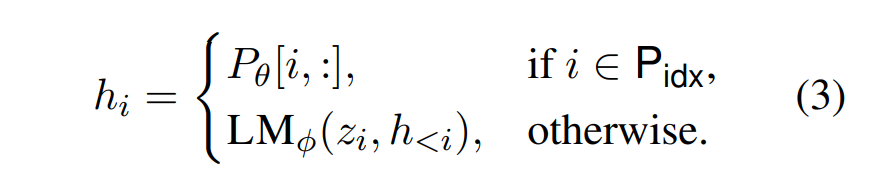 h_i = { P_θ[i, :], if i ∈ P_idx,
LM_ϕ(z_i, h_{<i}), otherwise. (3)